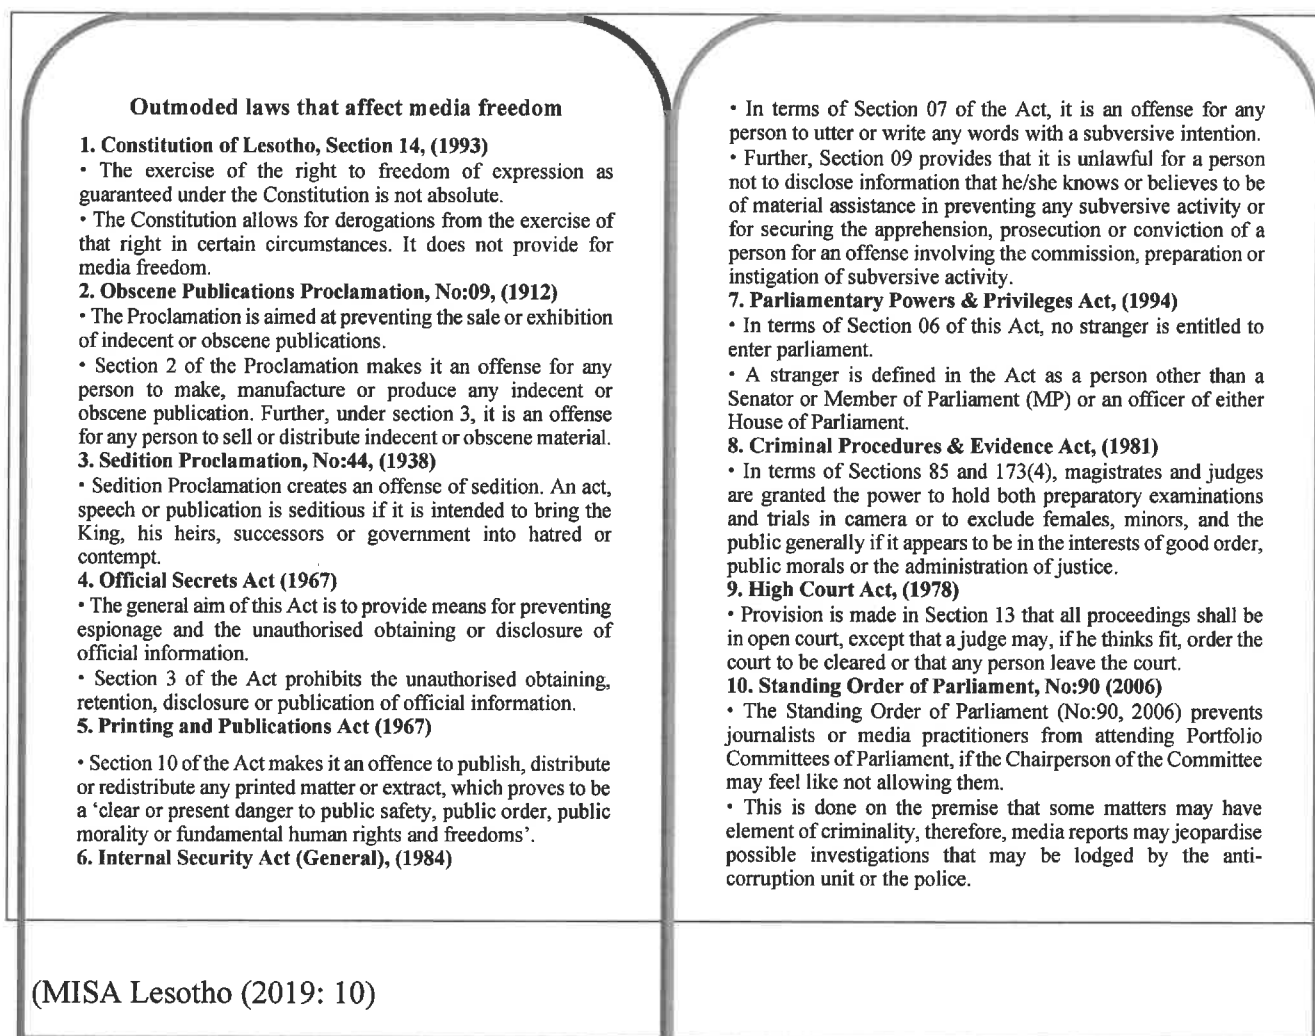 Outmoded laws that affect media freedom
1. Constitution of Lesotho, Section 14, (1993)
• The exercise of the right to freedom of expression as
guaranteed under the Constitution is not absolute.
• The Constitution allows for derogations from the exercise of
that right in certain circumstances. It does not provide for
media freedom.
2. Obscene Publications Proclamation, No:09, (1912)
• The Proclamation is aimed at preventing the sale or exhibition
of indecent or obscene publications.
• Section 2 of the Proclamation makes it an offense for any
person to make, manufacture or produce any indecent or
obscene publication. Further, under section 3, it is an offense
for any person to sell or distribute indecent or obscene material.
3. Sedition Proclamation, No:44, (1938)
• Sedition Proclamation creates an offense of sedition. An act,
speech or publication is seditious if it is intended to bring the
King, his heirs, successors or government into hatred or
contempt.
4. Official Secrets Act (1967)
• The general aim of this Act is to provide means for preventing
espionage and the unauthorised obtaining or disclosure of
official information.
• Section 3 of the Act prohibits the unauthorised obtaining,
retention, disclosure or publication of official information.
5. Printing and Publications Act (1967)
• Section 10 of the Act makes it an offence to publish, distribute
or redistribute any printed matter or extract, which proves to be
a ‘clear or present danger to public safety, public order, public
morality or fundamental human rights and freedoms’.
6. Internal Security Act (General), (1984)
• In terms of Section 07 of the Act, it is an offense for any
person to utter or write any words with a subversive intention.
• Further, Section 09 provides that it is unlawful for a person
not to disclose information that he/she knows or believes to be
of material assistance in preventing any subversive activity or
for securing the apprehension, prosecution or conviction of a
person for an offense involving the commission, preparation or
instigation of subversive activity.
7. Parliamentary Powers & Privileges Act, (1994)
• In terms of Section 06 of this Act, no stranger is entitled to
enter parliament.
• A stranger is defined in the Act as a person other than a
Senator or Member of Parliament (MP) or an officer of either
House of Parliament.
8. Criminal Procedures & Evidence Act, (1981)
• In terms of Sections 85 and 173(4), magistrates and judges
are granted the power to hold both preparatory examinations
and trials in camera or to exclude females, minors, and the
public generally if it appears to be in the interests of good order,
public morals or the administration of justice.
9. High Court Act, (1978)
• Provision is made in Section 13 that all proceedings shall be
in open court, except that a judge may, if he thinks fit, order the
court to be cleared or that any person leave the court.
10. Standing Order of Parliament, No:90 (2006)
• The Standing Order of Parliament (No:90, 2006) prevents
journalists or media practitioners from attending Portfolio
Committees of Parliament, if the Chairperson of the Committee
may feel like not allowing them.
• This is done on the premise that some matters may have
element of criminality, therefore, media reports may jeopardise
possible investigations that may be lodged by the anti-
corruption unit or the police.
(MISA Lesotho (2019: 10)